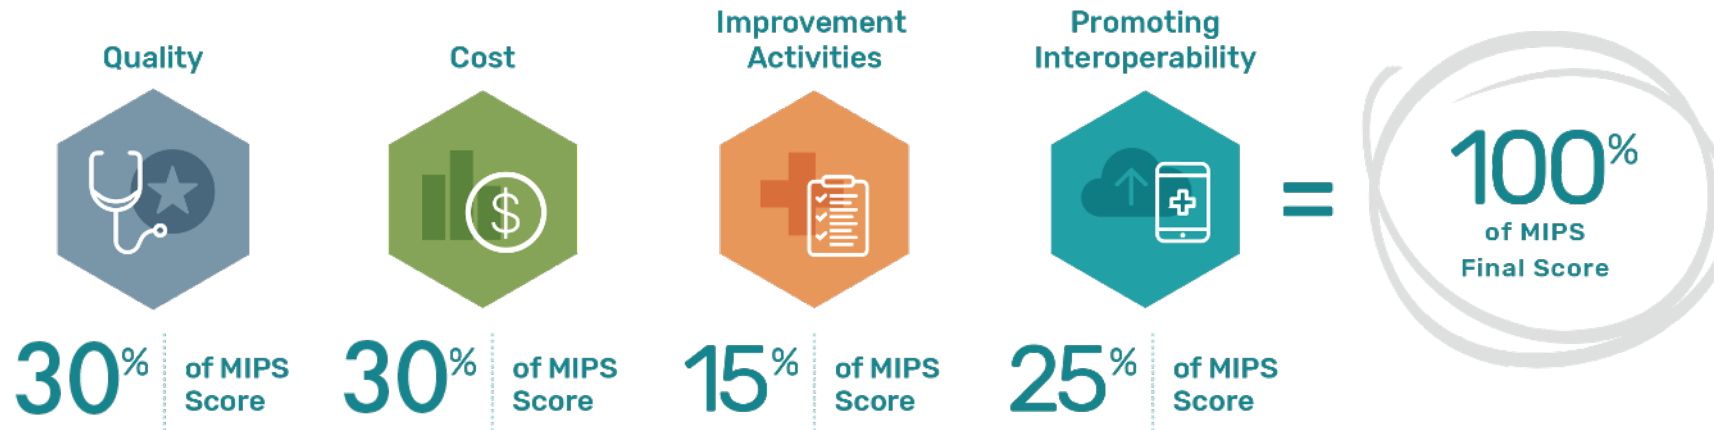 Quality
30% of MIPS
Score
Cost
30% of MIPS
Score
Improvement
Activities
15% of MIPS
Score
Promoting
Interoperability
25% of MIPS
Score
=
100%
of MIPS
Final Score